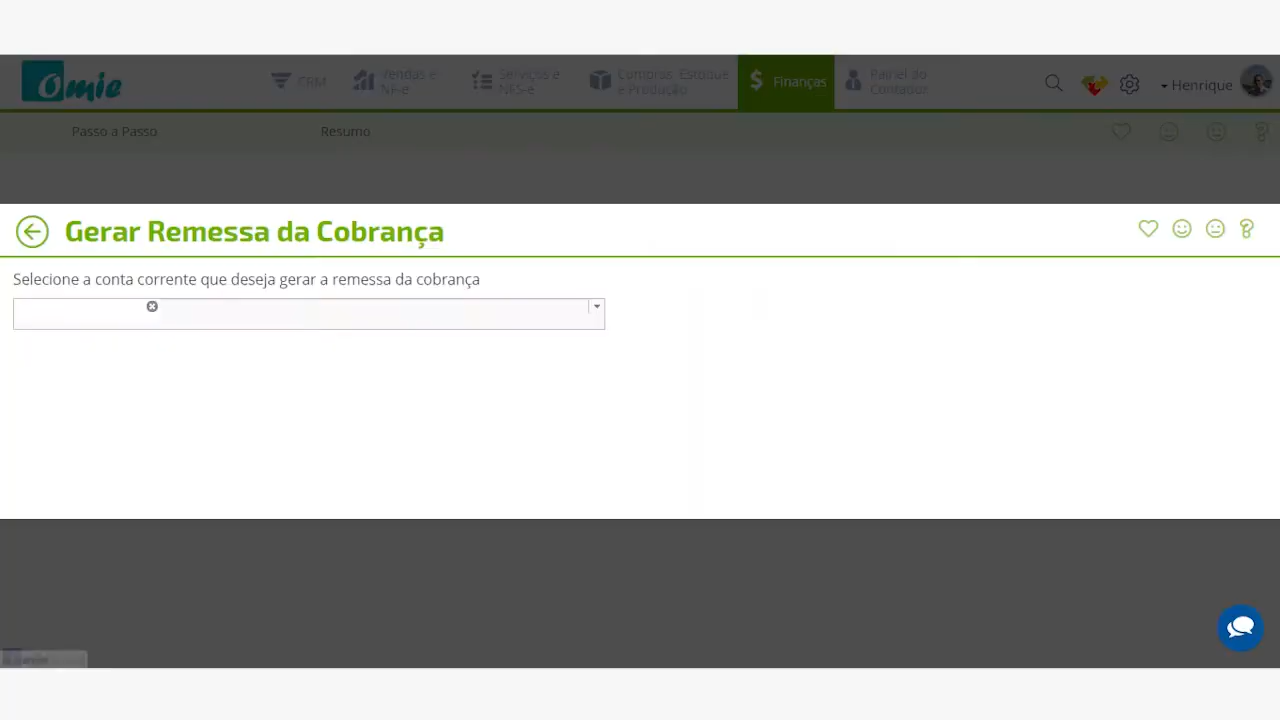 Omie
CRM
Vendas e
NF-e
Serviços e
NFS-e
Compras, Estoque
e Produção
Finanças
Painel do
Contador
Henrique
Passo a Passo
Resumo
Gerar Remessa da Cobrança
Selecione a conta corrente que deseja gerar a remessa da cobrança